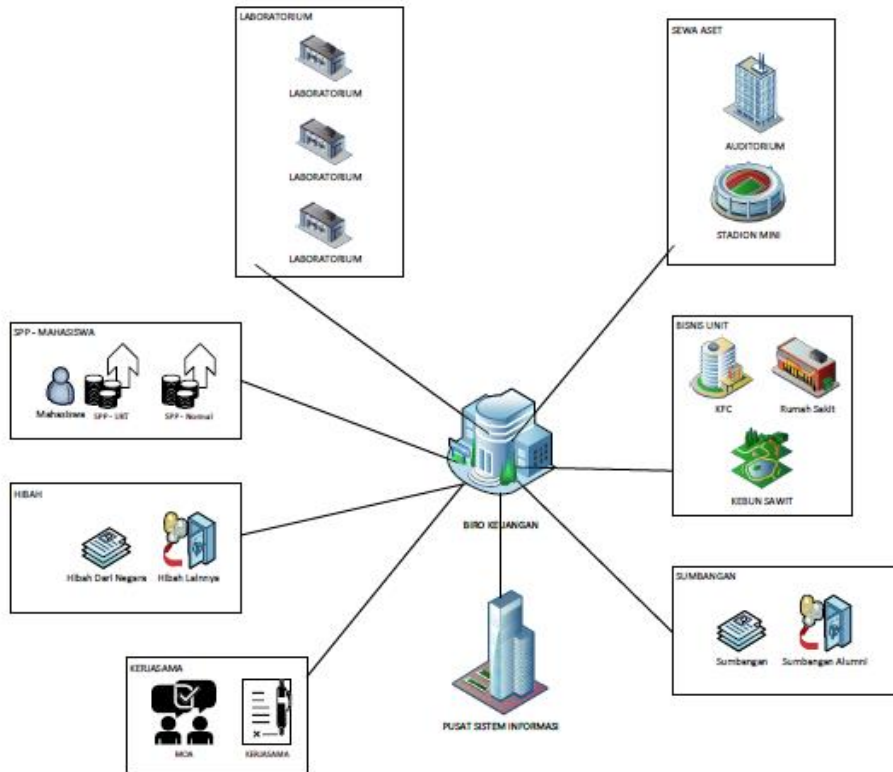 LABORATORIUM
LABORATORIUM
LABORATORIUM
LABORATORIUM
SEWA ASET
AUDITORIUM
STADION MINI
SPP - MAHASISWA
Mahasiswa
SPP - UKT
SPP - Normal
BISNIS UNIT
KFC
Rumah Sakit
KEBUN SAWIT
BIRO KEUANGAN
HIBAH
Hibah Dari Negara
Hibah Lainnya
SUMBANGAN
Sumbangan
Sumbangan Alumni
KERJASAMA
MOA
KERJASAMA
PUSAT SISTEM INFORMASI